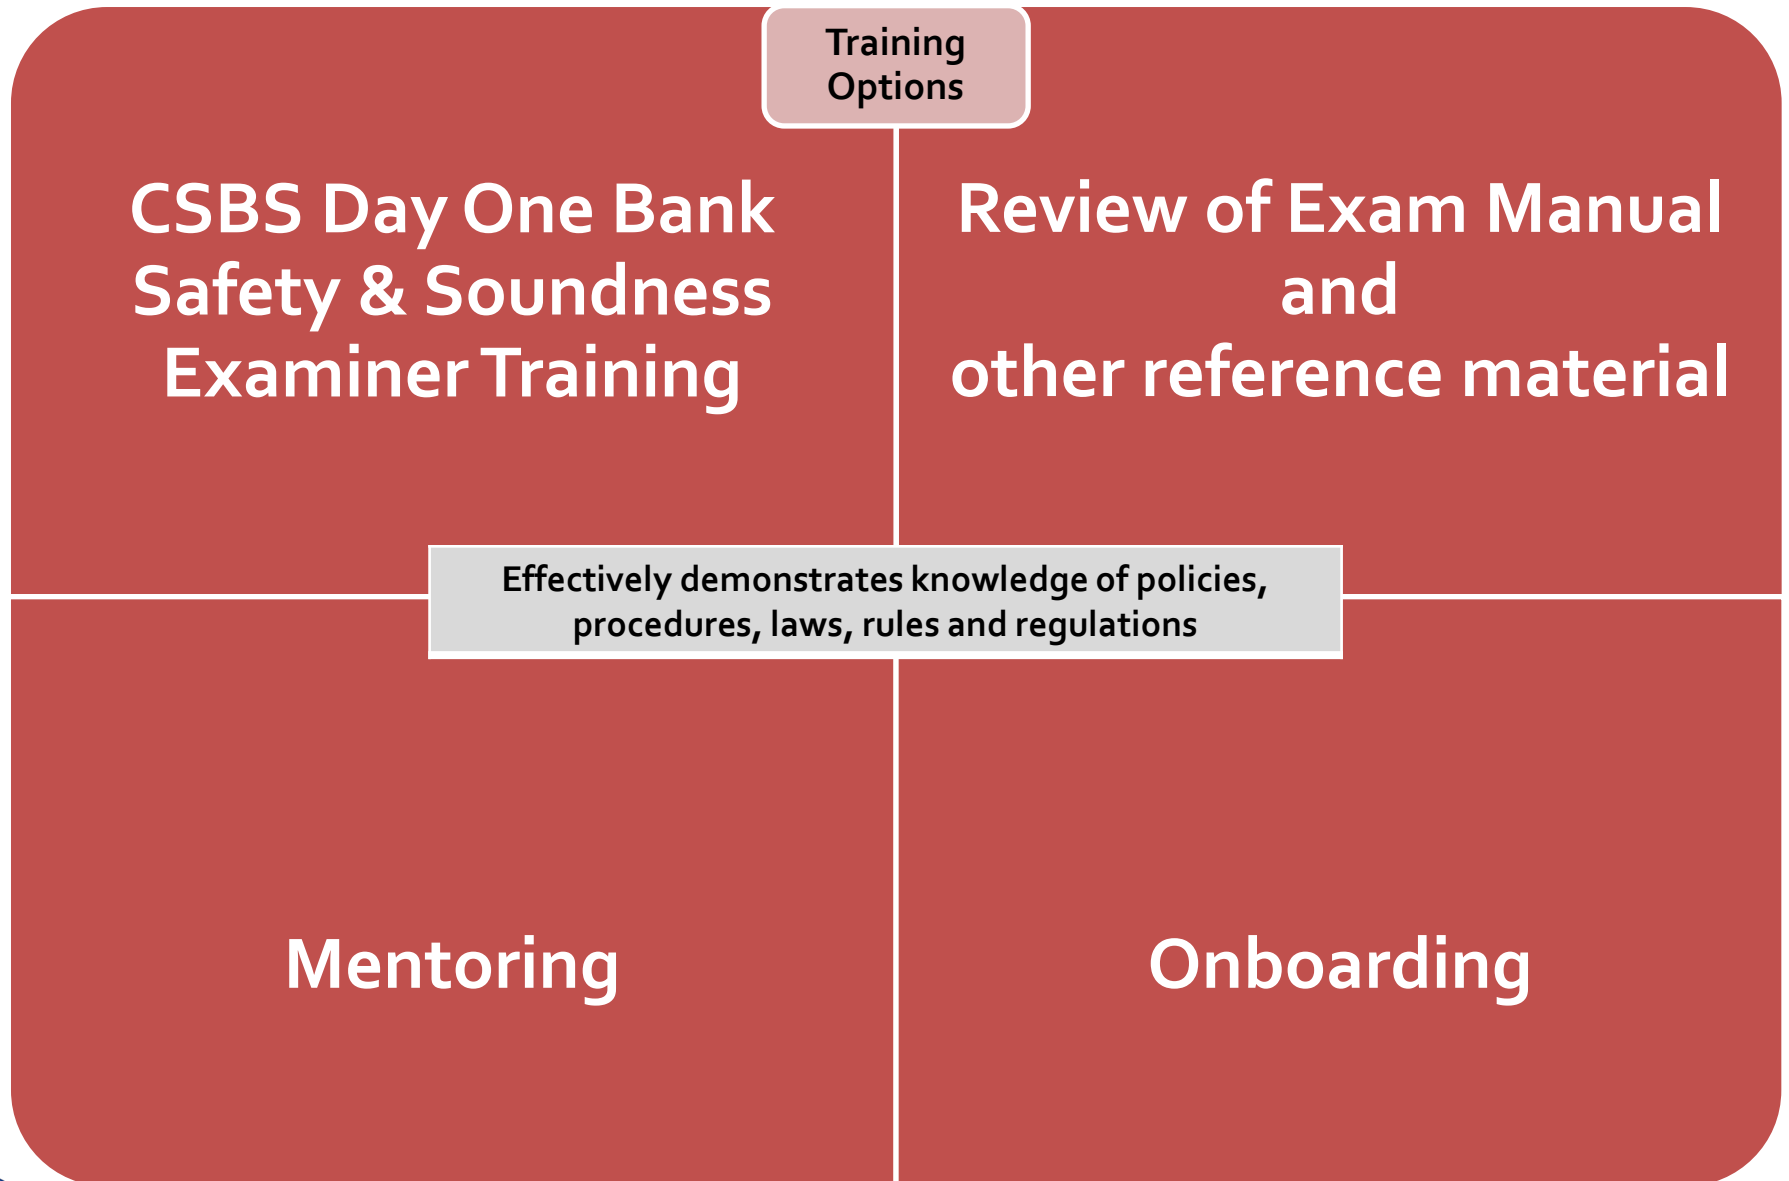 Training
Options
CSBS Day One Bank
Safety & Soundness
Examiner Training
Review of Exam Manual
and
other reference material
Effectively demonstrates knowledge of policies,
procedures, laws, rules and regulations
Mentoring
Onboarding